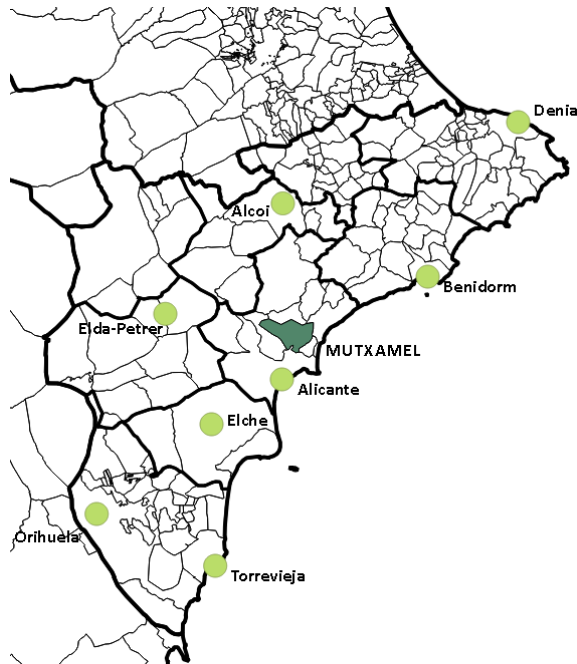 Denia
Alcoi
Benidorm
Elda-Petrer
MUTXAMEL
Alicante
Elche
Orihuela
Torrevieja